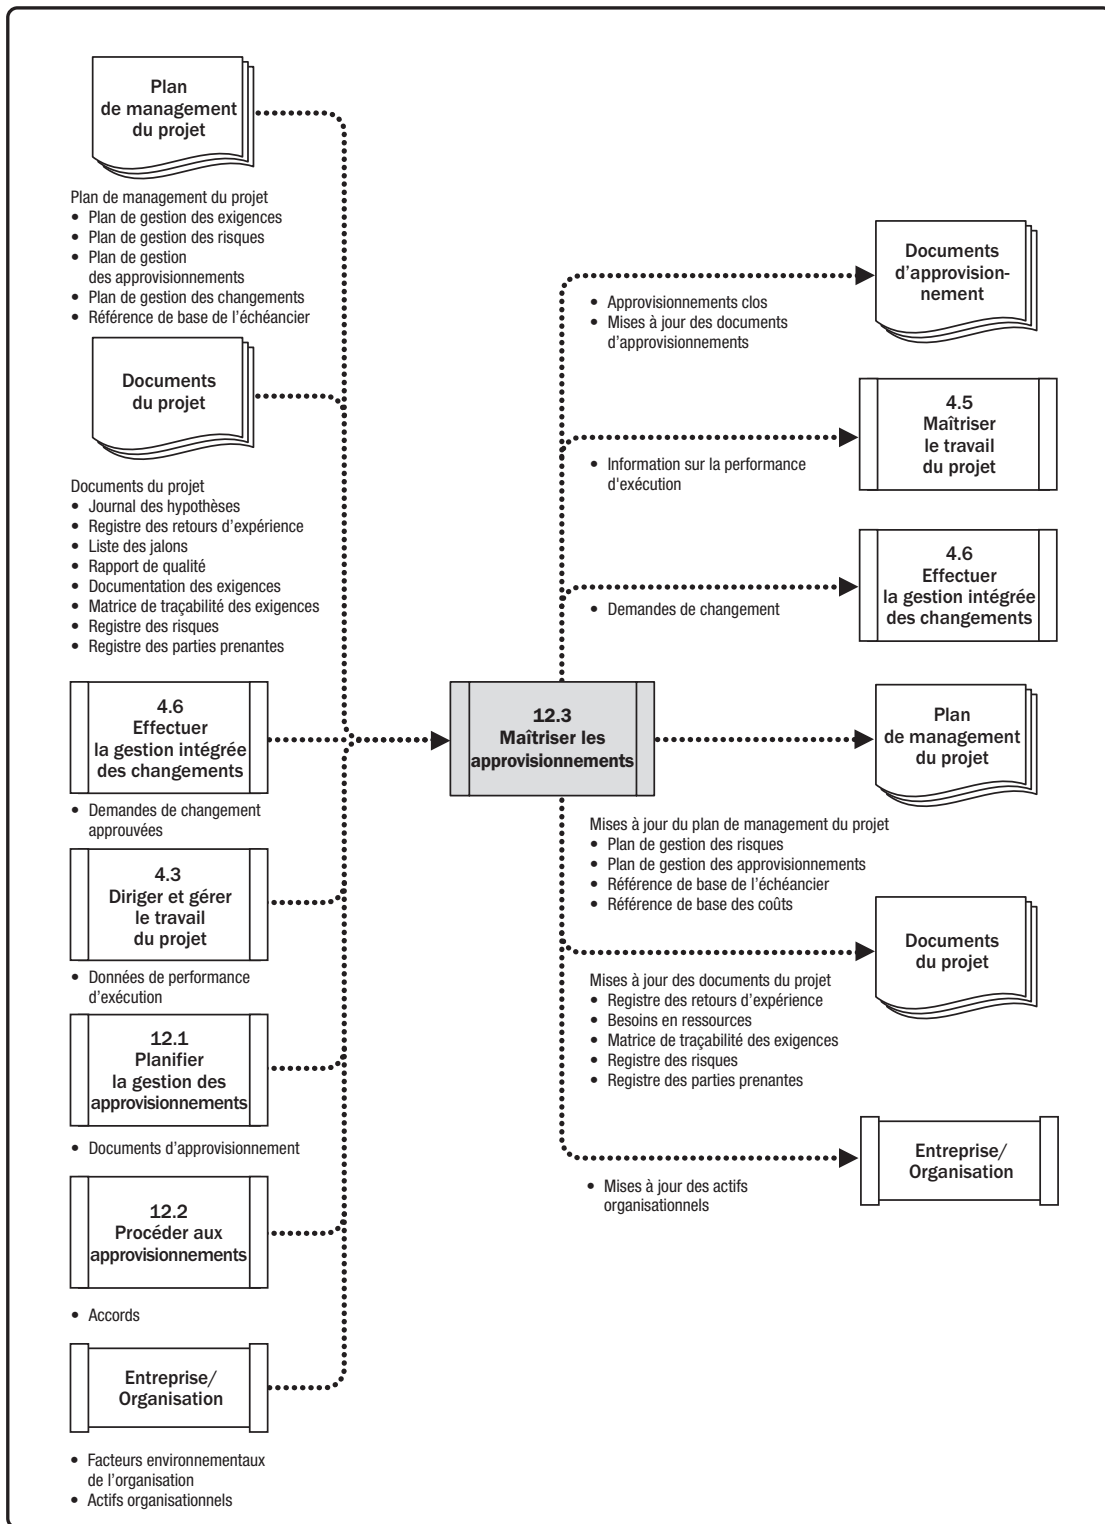 Plan
de management
du projet
Plan de management du projet
• Plan de gestion des exigences
• Plan de gestion des risques
• Plan de gestion
des approvisionnements
• Plan de gestion des changements
• Référence de base de l’échéancier
Documents
du projet
Documents du projet
• Journal des hypothèses
• Registre des retours d’expérience
• Liste des jalons
• Rapport de qualité
• Documentation des exigences
• Matrice de traçabilité des exigences
• Registre des risques
• Registre des parties prenantes
4.6
Effectuer
la gestion intégrée
des changements
• Demandes de changement
approuvées
4.3
Diriger et gérer
le travail
du projet
• Données de performance
d’exécution
12.1
Planifier
la gestion des
approvisionnements
• Documents d’approvisionnement
12.2
Procéder aux
approvisionnements
• Accords
Entreprise/
Organisation
• Facteurs environnementaux
de l’organisation
• Actifs organisationnels
12.3
Maîtriser les
approvisionnements
Documents
d’approvision-
nement
• Approvisionnements clos
• Mises à jour des documents
d’approvisionnements
4.5
Maîtriser
le travail
du projet
• Information sur la performance
d'exécution
4.6
Effectuer
la gestion intégrée
des changements
• Demandes de changement
Plan
de management
du projet
Mises à jour du plan de management du projet
• Plan de gestion des risques
• Plan de gestion des approvisionnements
• Référence de base de l’échéancier
• Référence de base des coûts
Documents
du projet
Mises à jour des documents du projet
• Registre des retours d’expérience
• Besoins en ressources
• Matrice de traçabilité des exigences
• Registre des risques
• Registre des parties prenantes
Entreprise/
Organisation
• Mises à jour des actifs
organisationnels